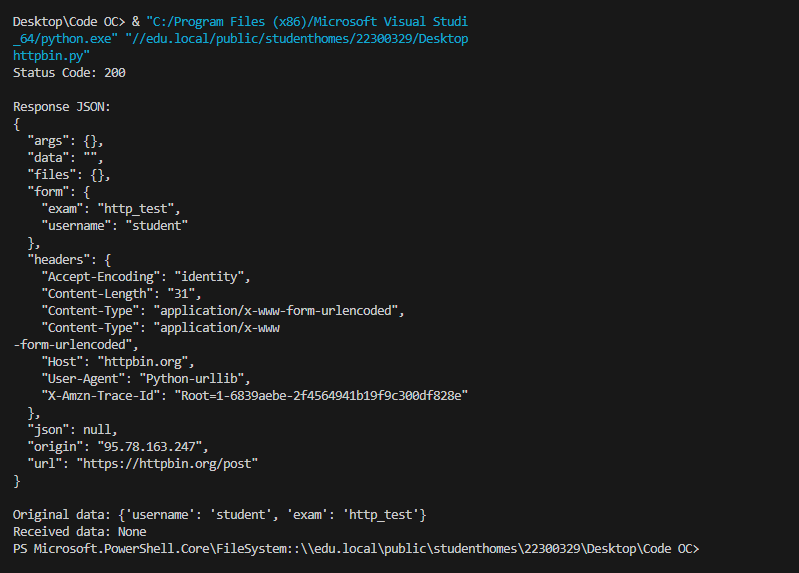 Desktop\Code OC> & "C:/Program Files (x86)/Microsoft Visual Studi
_64/python.exe" "//edu.local/public/studenthomes/22300329/Desktop
httpbin.py"
Status Code: 200

Response JSON:
{
  "args": {},
  "data": "",
  "files": {},
  "form": {
    "exam": "http_test",
    "username": "student"
  },
  "headers": {
    "Accept-Encoding": "identity",
    "Content-Length": "31",
    "Content-Type": "application/x-www-form-urlencoded",
    "Content-Type": "application/x-www
-form-urlencoded",
    "Host": "httpbin.org",
    "User-Agent": "Python-urllib",
    "X-Amzn-Trace-Id": "Root=1-6839aebe-2f4564941b19f9c300df828e"
  },
  "json": null,
  "origin": "95.78.163.247",
  "url": "https://httpbin.org/post"
}

Original data: {'username': 'student', 'exam': 'http_test'}
Received data: None
PS Microsoft.PowerShell.Core\FileSystem::\\edu.local\public\studenthomes\22300329\Desktop\Code OC>